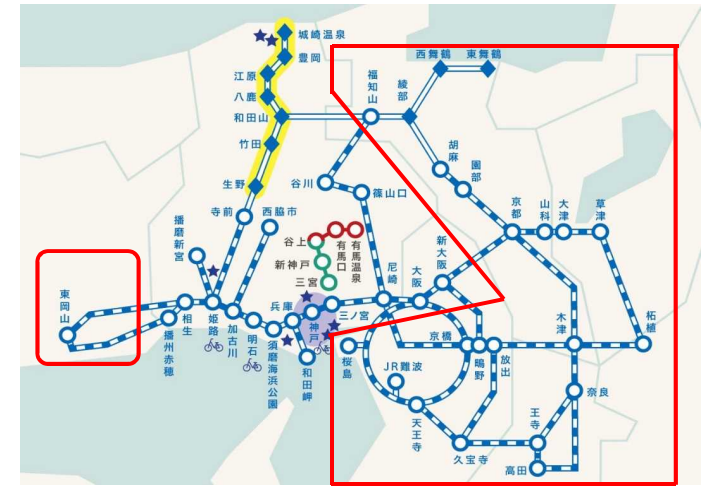 城崎温泉
豊岡
江原
八鹿
和田山
竹田
生野
寺前
西脇市
播磨新宮
東岡山
相生
播州赤穂
姫路
加古川
明石
須磨海浜公園
兵庫
神戸
和田岬
三ノ宮
谷上
新神戸
三宮
有馬口
有馬温泉
谷川
篠山口
福知山
綾部
西舞鶴
東舞鶴
胡麻
園部
京都
山科
大津
草津
柘植
木津
奈良
王寺
高田
久宝寺
天王寺
JR難波
桜島
京橋
鴫野
放出
新大阪
大阪
尼崎